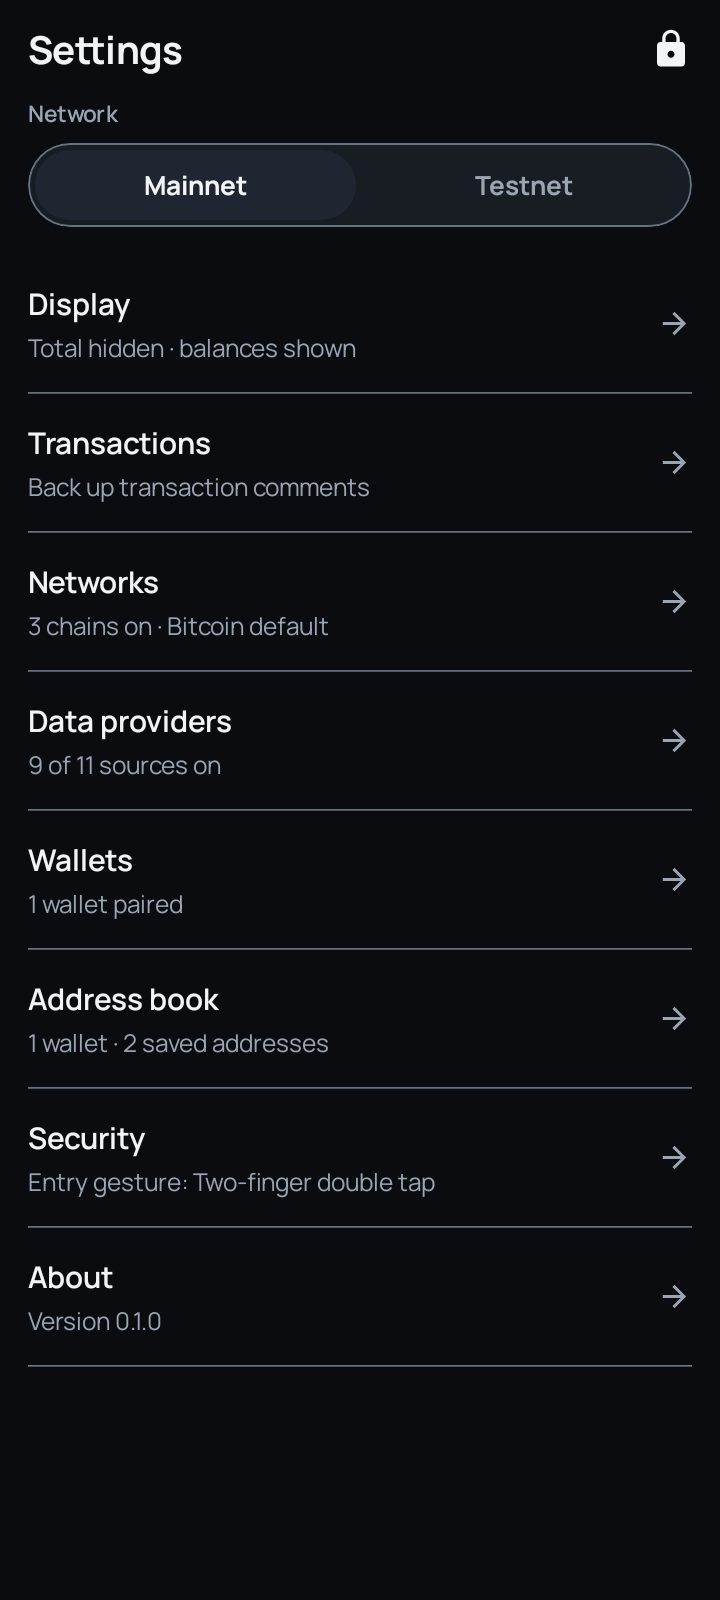 Settings
Network
Mainnet
Testnet
Display
Total hidden · balances shown
Transactions
Back up transaction comments
Networks
3 chains on · Bitcoin default
Data providers
9 of 11 sources on
Wallets
1 wallet paired
Address book
1 wallet · 2 saved addresses
Security
Entry gesture: Two-finger double tap
About
Version 0.1.0